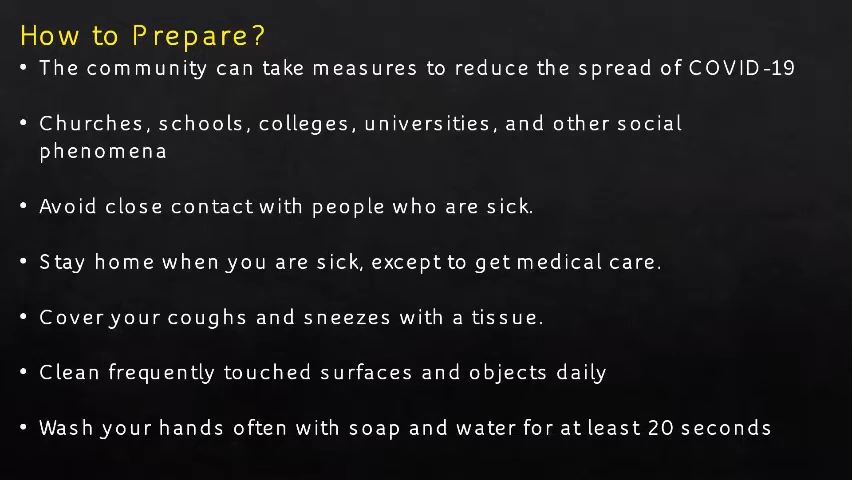 How to Prepare?
• The community can take measures to reduce the spread of COVID-19
• Churches, schools, colleges, universities, and other social
phenomena
• Avoid close contact with people who are sick.
• Stay home when you are sick, except to get medical care.
• Cover your coughs and sneezes with a tissue.
• Clean frequently touched surfaces and objects daily
• Wash your hands often with soap and water for at least 20 seconds